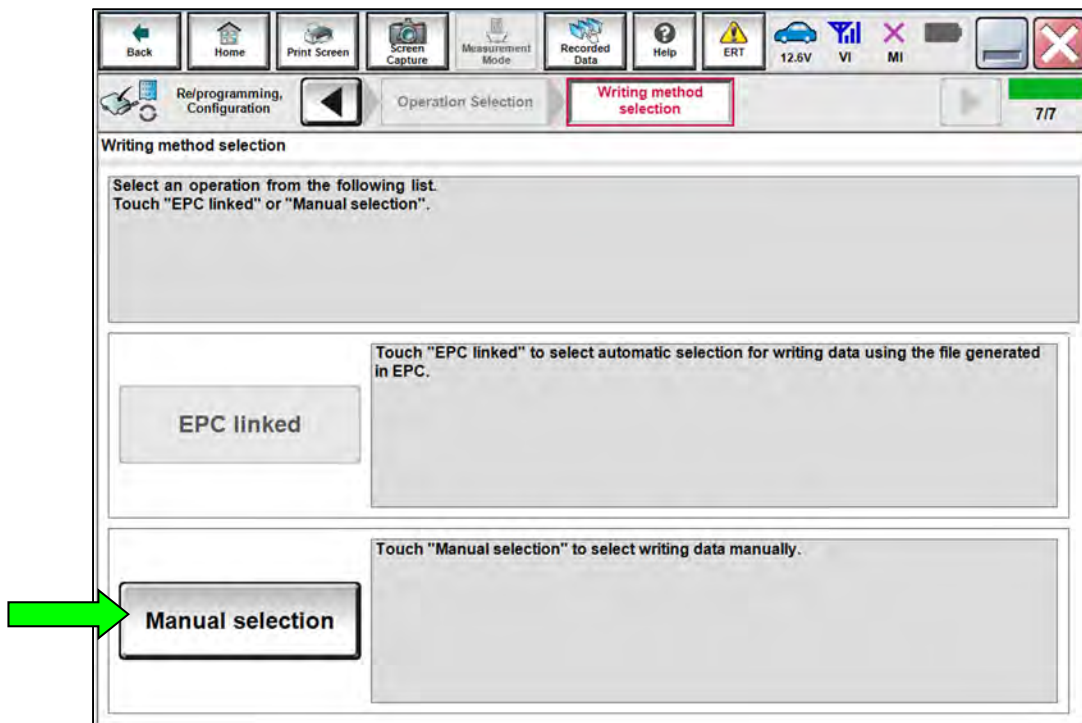 Back
Home
Print Screen
Screen
Capture
Measurement
Mode
Recorded
Data
Help
ERT
12.6V
VI
MI
Re/programming,
Configuration
Operation Selection
Writing method
selection
7/7
Writing method selection
Select an operation from the following list.
Touch "EPC linked" or "Manual selection".
EPC linked
Touch "EPC linked" to select automatic selection for writing data using the file generated
in EPC.
Manual selection
Touch "Manual selection" to select writing data manually.